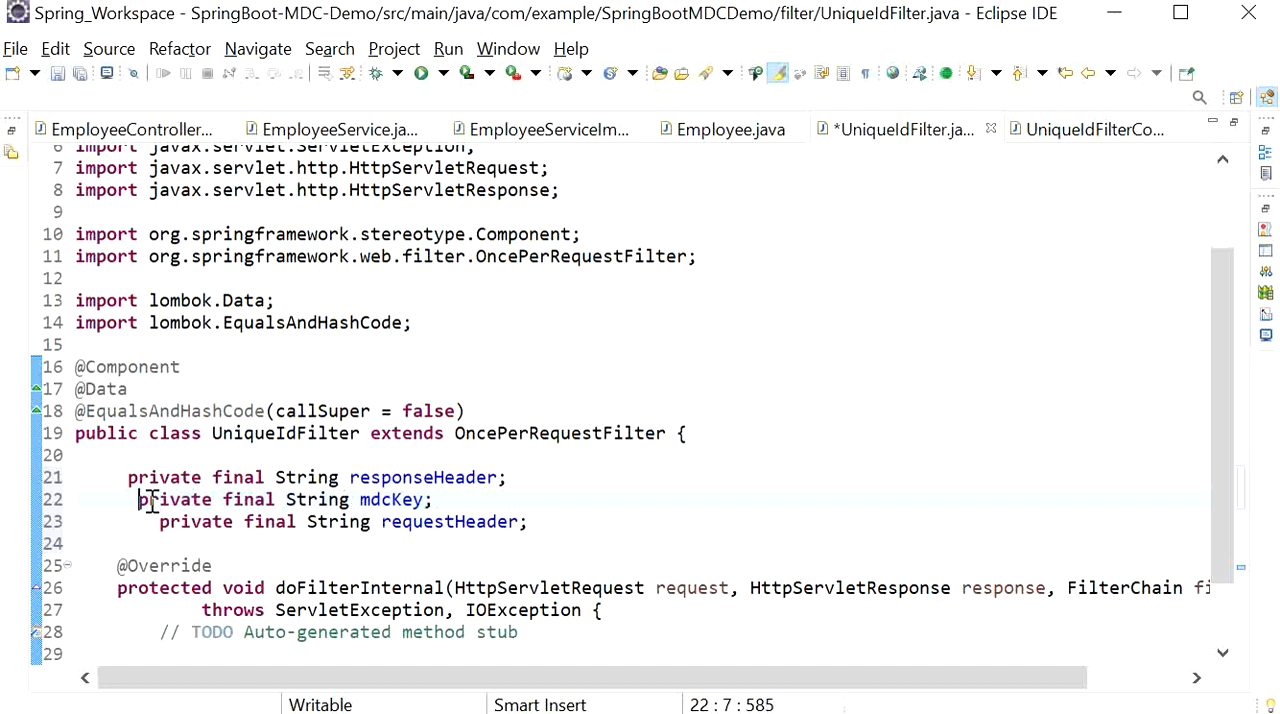 Spring_Workspace - SpringBoot-MDC-Demo/src/main/java/com/example/SpringBootMDCDemo/filter/UniqueIdFilter.java - Eclipse IDE
File Edit Source Refactor Navigate Search Project Run Window Help
EmployeeController... EmployeeService.ja... EmployeeServiceIm... Employee.java *UniqueIdFilter.ja... UniqueIdFilterCo...
6 import javax.servlet.ServletException;
7 import javax.servlet.http.HttpServletRequest;
8 import javax.servlet.http.HttpServletResponse;
9
10 import org.springframework.stereotype.Component;
11 import org.springframework.web.filter.OncePerRequestFilter;
12
13 import lombok.Data;
14 import lombok.EqualsAndHashCode;
15
16 @Component
17 @Data
18 @EqualsAndHashCode(callSuper = false)
19 public class UniqueIdFilter extends OncePerRequestFilter {
20
21 private final String responseHeader;
22 private final String mdcKey;
23 private final String requestHeader;
24
25 @Override
26 protected void doFilterInternal(HttpServletRequest request, HttpServletResponse response, FilterChain fi
27 throws ServletException, IOException {
28 // TODO Auto-generated method stub
29
Writable Smart Insert 22 : 7 : 585